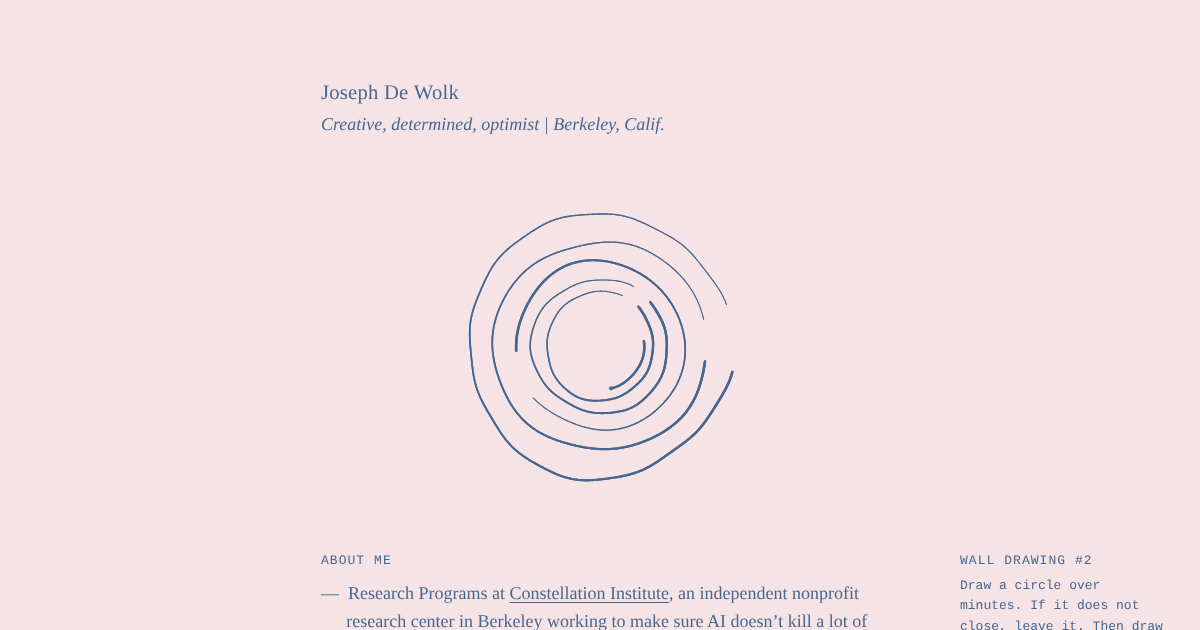 Joseph De Wolk
Creative, determined, optimist | Berkeley, Calif.
ABOUT ME
— Research Programs at Constellation Institute, an independent nonprofit
research center in Berkeley working to make sure AI doesn’t kill a lot of
WALL DRAWING #2
Draw a circle over
minutes. If it does not
close, leave it. Then draw